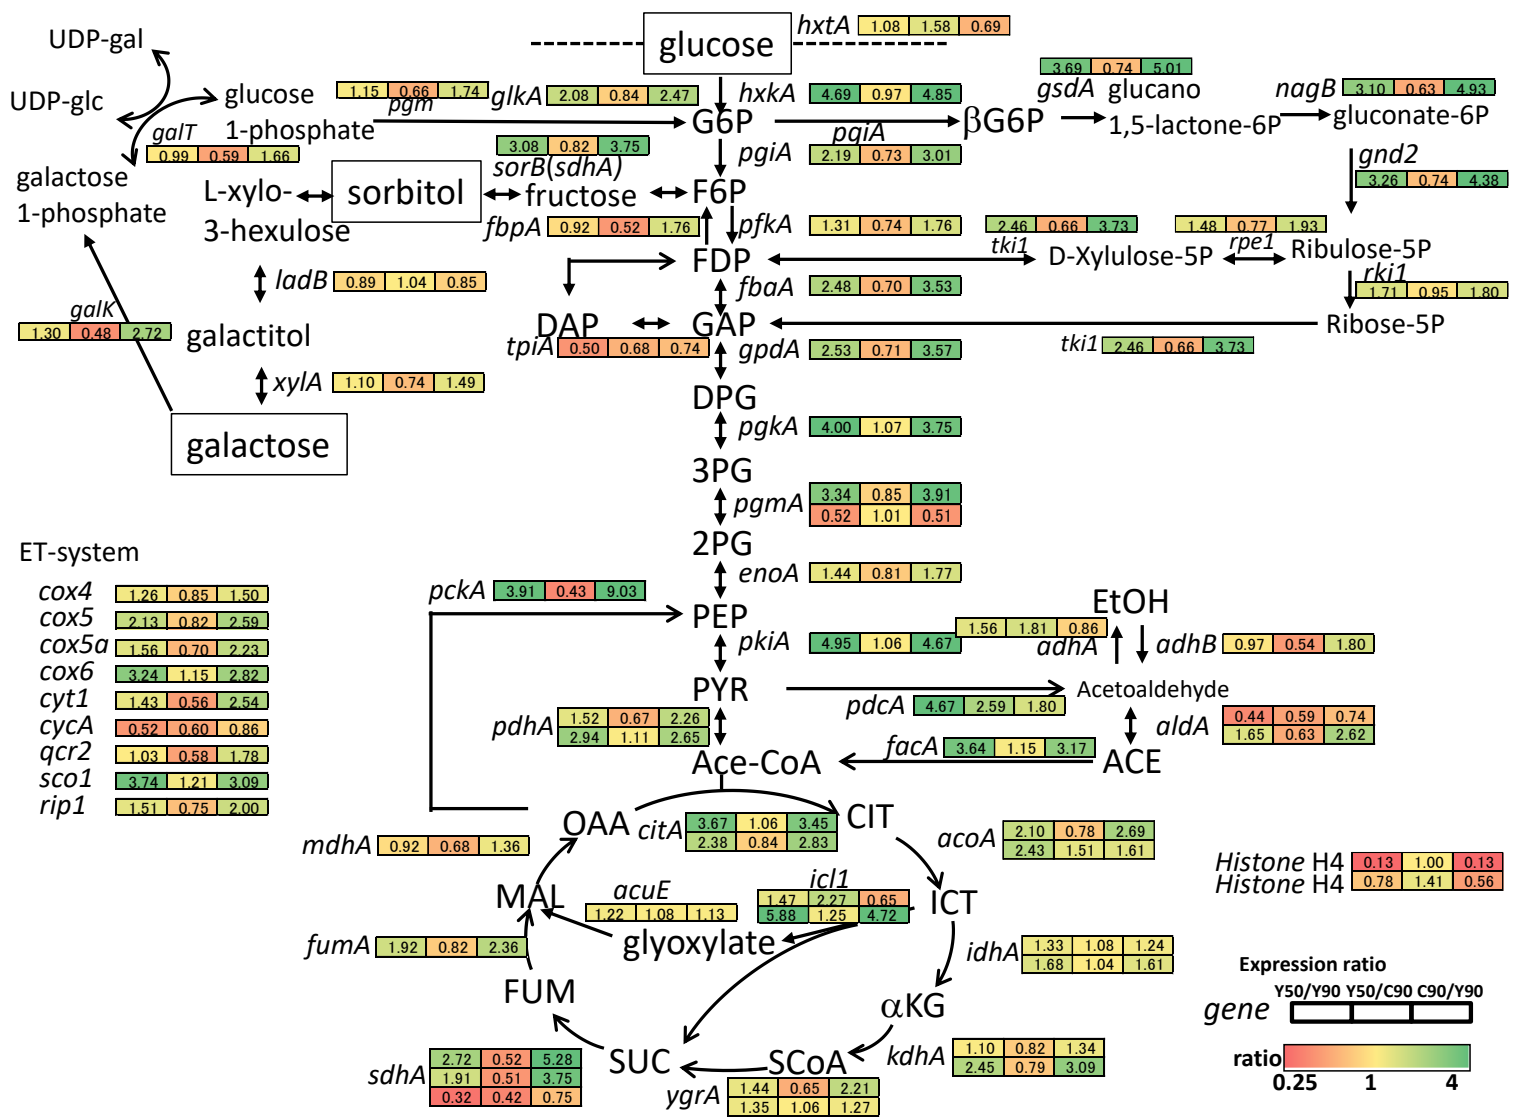 glucose
hxtA 1.08 1.58 0.69
UDP-gal
UDP-glc
glucose
1-phosphate
1.15 0.66 1.74
pgm
glkA 2.08 0.84 2.47
hxkA 4.69 0.97 4.85
3.69 0.74 5.01
gsdA
glucano
1,5-lactone-6P
nagB 3.10 0.63 4.93
gluconate-6P
G6P
pgiA
βG6P
galT
0.99 0.59 1.66
3.08 0.82 3.75
sorB(sdhA)
pgiA 2.19 0.73 3.01
gnd2
3.26 0.74 4.38
galactose
1-phosphate
L-xylo-
3-hexulose
sorbitol
fructose
F6P
fbpA 0.92 0.52 1.76
pfkA 1.31 0.74 1.76
2.46 0.66 3.73
tki1
D-Xylulose-5P
1.48 0.77 1.93
rpe1
Ribulose-5P
FDP
ladB 0.89 1.04 0.85
fbaA 2.48 0.70 3.53
rki1
1.71 0.95 1.80
galK
1.30 0.48 2.72
galactitol
DAP
GAP
Ribose-5P
tpiA 0.50 0.68 0.74
gpdA 2.53 0.71 3.57
tki1 2.46 0.66 3.73
xylA 1.10 0.74 1.49
DPG
galactose
pgkA 4.00 1.07 3.75
3PG
pgmA 3.34 0.85 3.91
0.52 1.01 0.51
2PG
enoA 1.44 0.81 1.77
ET-system
cox4 1.26 0.85 1.50
cox5 2.13 0.82 2.59
cox5a 1.56 0.70 2.23
cox6 3.24 1.15 2.82
cyt1 1.43 0.56 2.54
cycA 0.52 0.60 0.86
qcr2 1.03 0.58 1.78
sco1 3.74 1.21 3.09
rip1 1.51 0.75 2.00
pckA 3.91 0.43 9.03
PEP
pkiA 4.95 1.06 4.67
EtOH
1.56 1.81 0.86
adhA
adhB 0.97 0.54 1.80
PYR
Acetoaldehyde
pdcA 4.67 2.59 1.80
pdhA 1.52 0.67 2.26
2.94 1.11 2.65
aldA 0.44 0.59 0.74
1.65 0.63 2.62
facA 3.64 1.15 3.17
Ace-CoA
ACE
OAA
citA 3.67 1.06 3.45
2.38 0.84 2.83
CIT
mdhA 0.92 0.68 1.36
acoA 2.10 0.78 2.69
2.43 1.51 1.61
Histone H4 0.13 1.00 0.13
Histone H4 0.78 1.41 0.56
MAL
acuE
1.22 1.08 1.13
icl1
1.47 2.27 0.65
5.88 1.25 4.72
ICT
glyoxylate
fumA 1.92 0.82 2.36
idhA 1.33 1.08 1.24
1.68 1.04 1.61
FUM
αKG
Expression ratio
Y50/Y90 Y50/C90 C90/Y90
gene
ratio
0.25 1 4
SUC
SCoA
kdhA 1.10 0.82 1.34
2.45 0.79 3.09
sdhA 2.72 0.52 5.28
1.91 0.51 3.75
0.32 0.42 0.75
ygrA 1.44 0.65 2.21
1.35 1.06 1.27